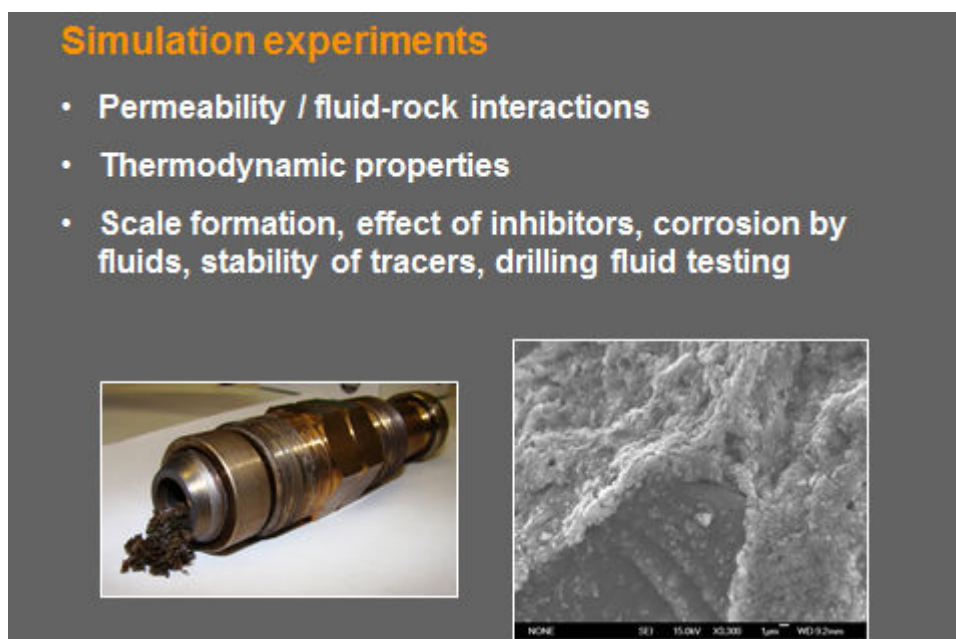 Simulation experiments
• Permeability / fluid-rock interactions
• Thermodynamic properties
• Scale formation, effect of inhibitors, corrosion by
fluids, stability of tracers, drilling fluid testing
NONE SEI 15.0kV X3,300 1µm WD 9.2mm